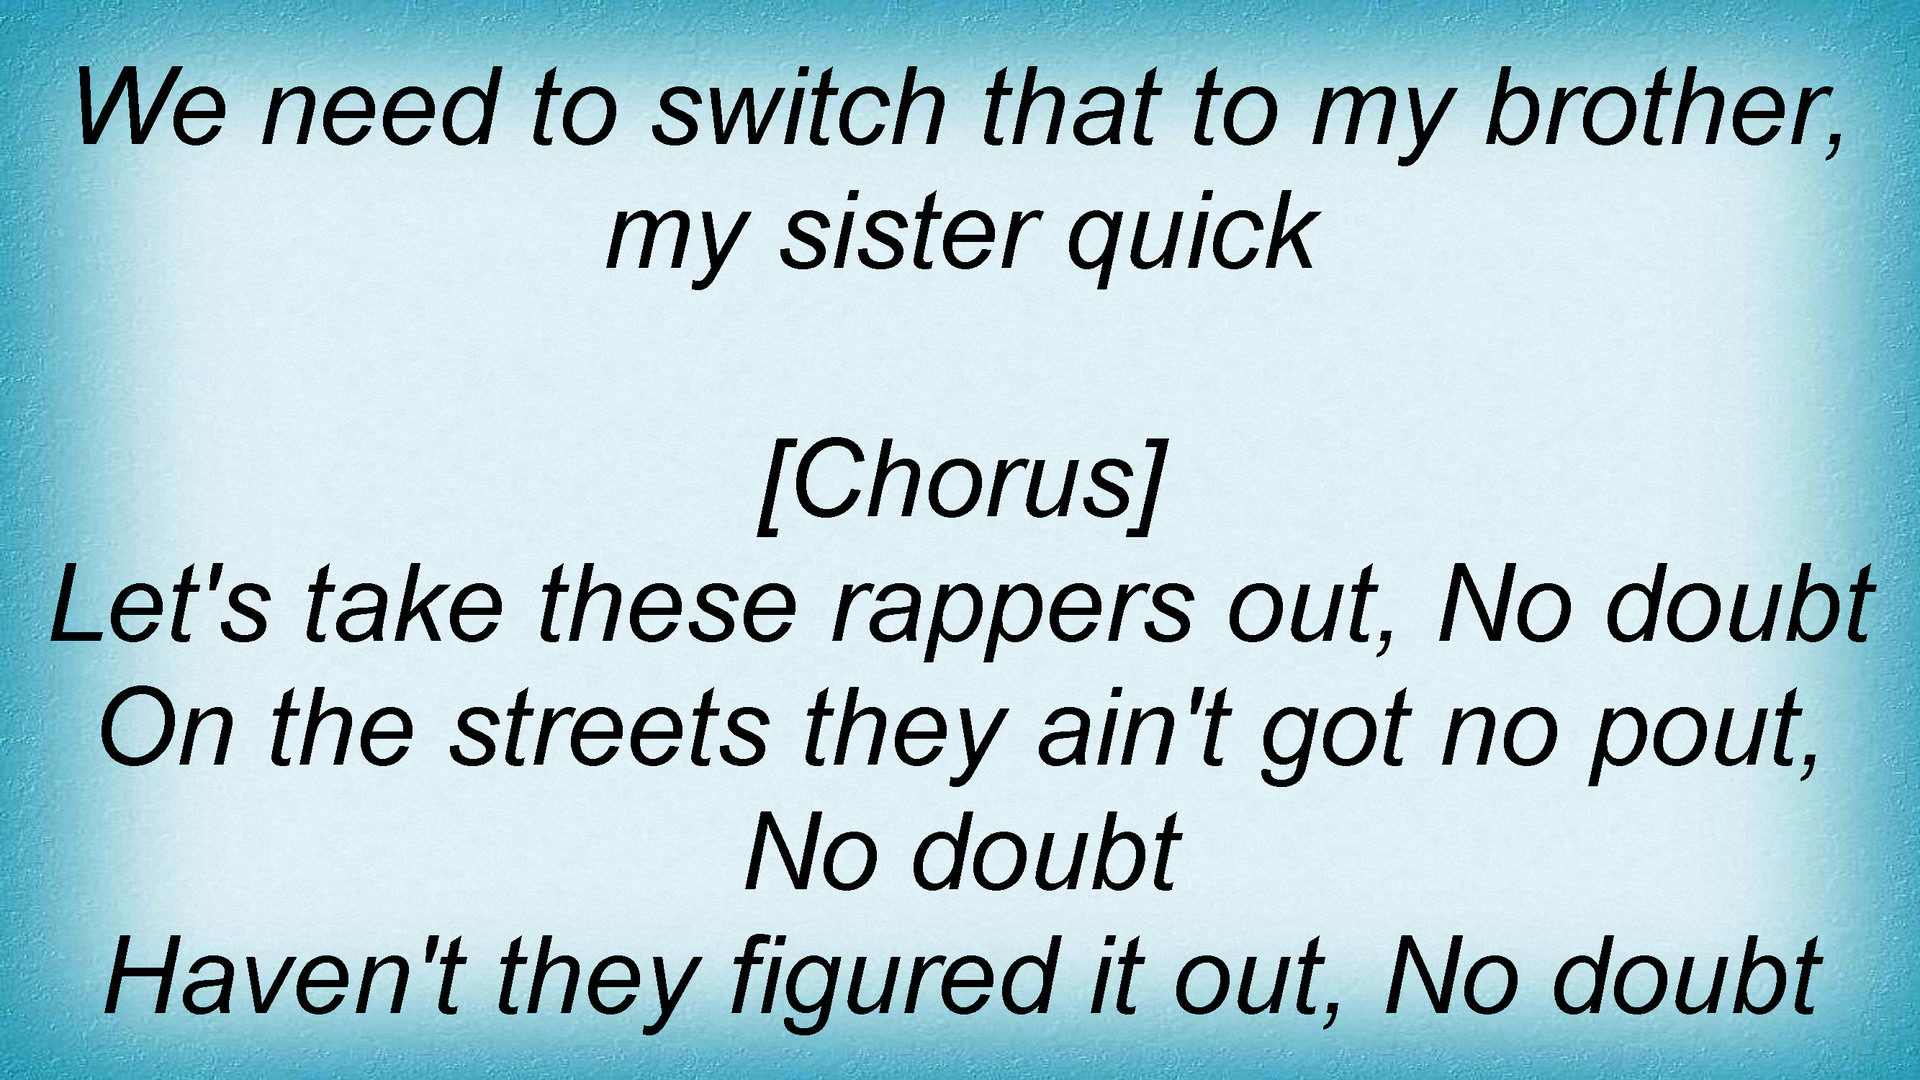 We need to switch that to my brother,
my sister quick
[Chorus]
Let's take these rappers out, No doubt
On the streets they ain't got no pout,
No doubt
Haven't they figured it out, No doubt